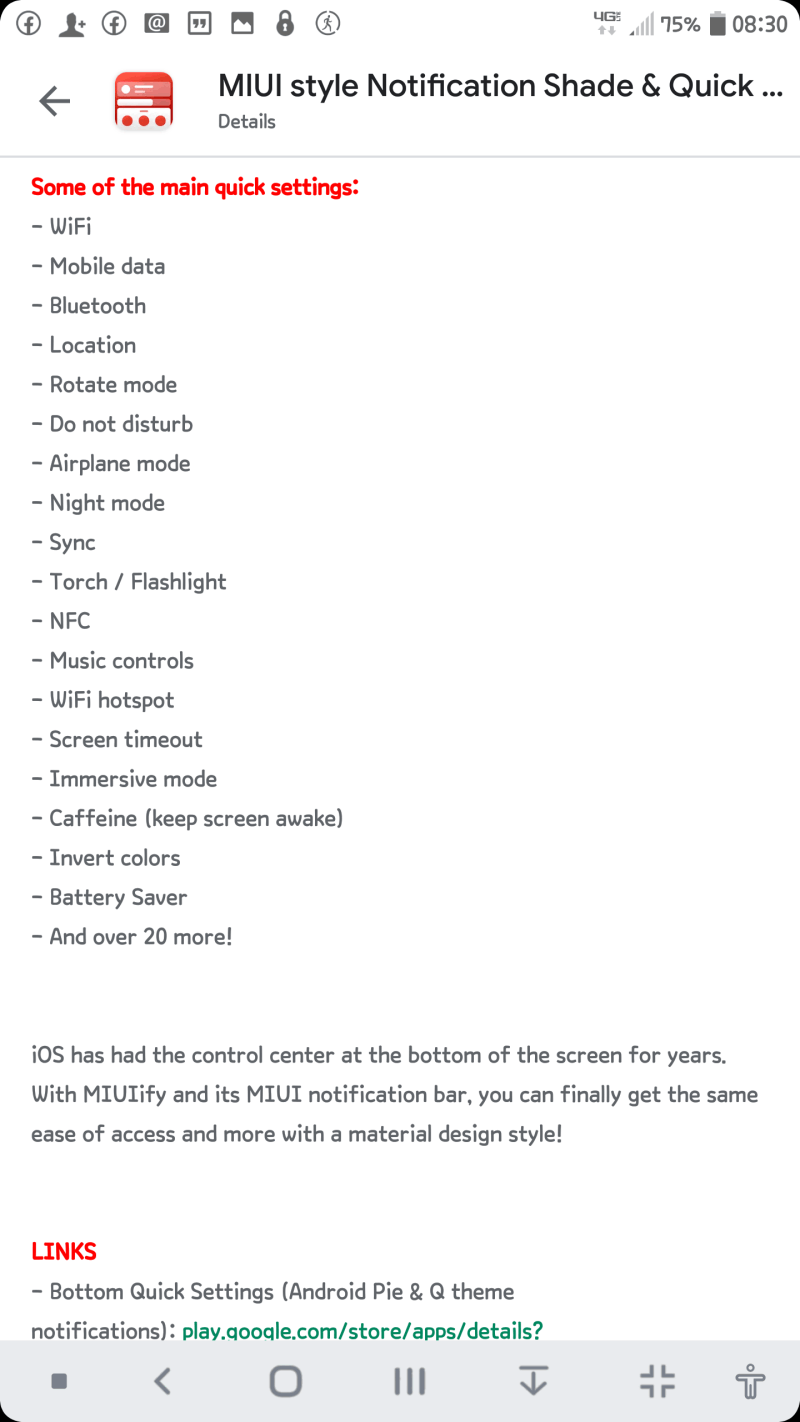 4GE 75% 08:30
MIUI style Notification Shade & Quick ...
Details
Some of the main quick settings:
- WiFi
- Mobile data
- Bluetooth
- Location
- Rotate mode
- Do not disturb
- Airplane mode
- Night mode
- Sync
- Torch / Flashlight
- NFC
- Music controls
- WiFi hotspot
- Screen timeout
- Immersive mode
- Caffeine (keep screen awake)
- Invert colors
- Battery Saver
- And over 20 more!
iOS has had the control center at the bottom of the screen for years.
With MIUIify and its MIUI notification bar, you can finally get the same
ease of access and more with a material design style!
LINKS
- Bottom Quick Settings (Android Pie & Q theme
notifications): play.google.com/store/apps/details?